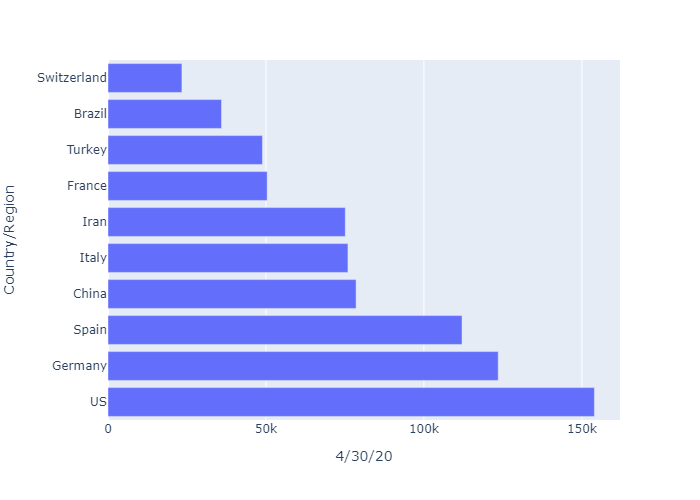 Switzerland
Brazil
Turkey
France
Iran
Italy
China
Spain
Germany
US
Country/Region
0 50k 100k 150k
4/30/20